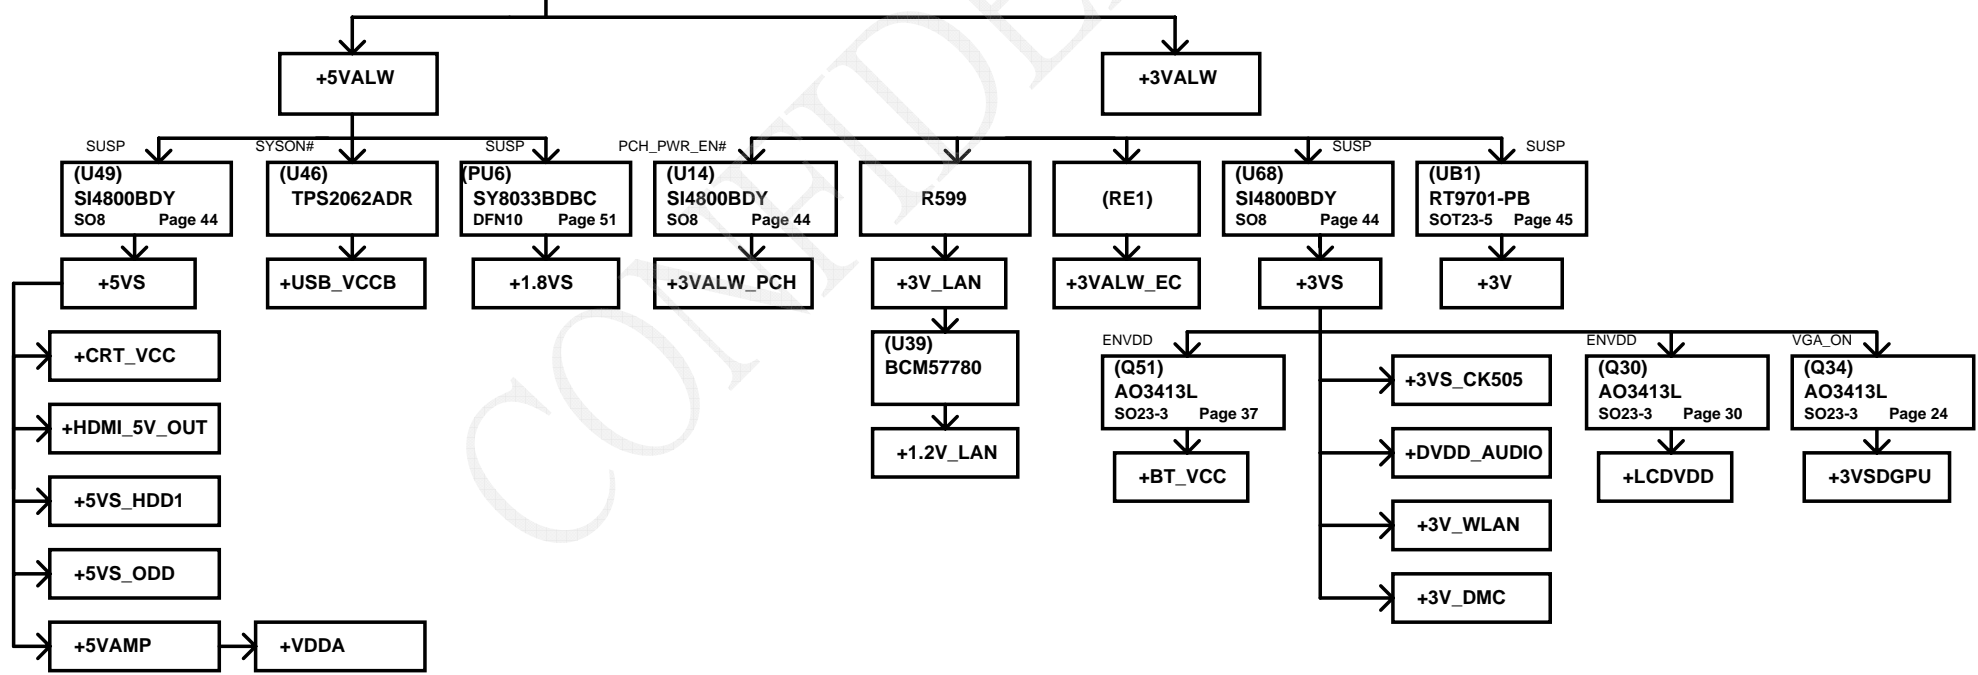 +5VALW
+3VALW
SUSP
SYSON#
SUSP
PCH_PWR_EN#
SUSP
SUSP
(U49)
SI4800BDY
SO8 Page 44
(U46)
TPS2062ADR
(PU6)
SY8033BDBC
DFN10 Page 51
(U14)
SI4800BDY
SO8 Page 44
R599
(RE1)
(U68)
SI4800BDY
SO8 Page 44
(UB1)
RT9701-PB
SOT23-5 Page 45
+5VS
+USB_VCCB
+1.8VS
+3VALW_PCH
+3V_LAN
+3VALW_EC
+3VS
+3V
+CRT_VCC
+HDMI_5V_OUT
+5VS_HDD1
+5VS_ODD
+5VAMP
+VDDA
(U39)
BCM57780
+1.2V_LAN
ENVDD
(Q51)
AO3413L
SO23-3 Page 37
+BT_VCC
+3VS_CK505
+DVDD_AUDIO
+3V_WLAN
+3V_DMC
ENVDD
(Q30)
AO3413L
SO23-3 Page 30
+LCDVDD
VGA_ON
(Q34)
AO3413L
SO23-3 Page 24
+3VSDGPU